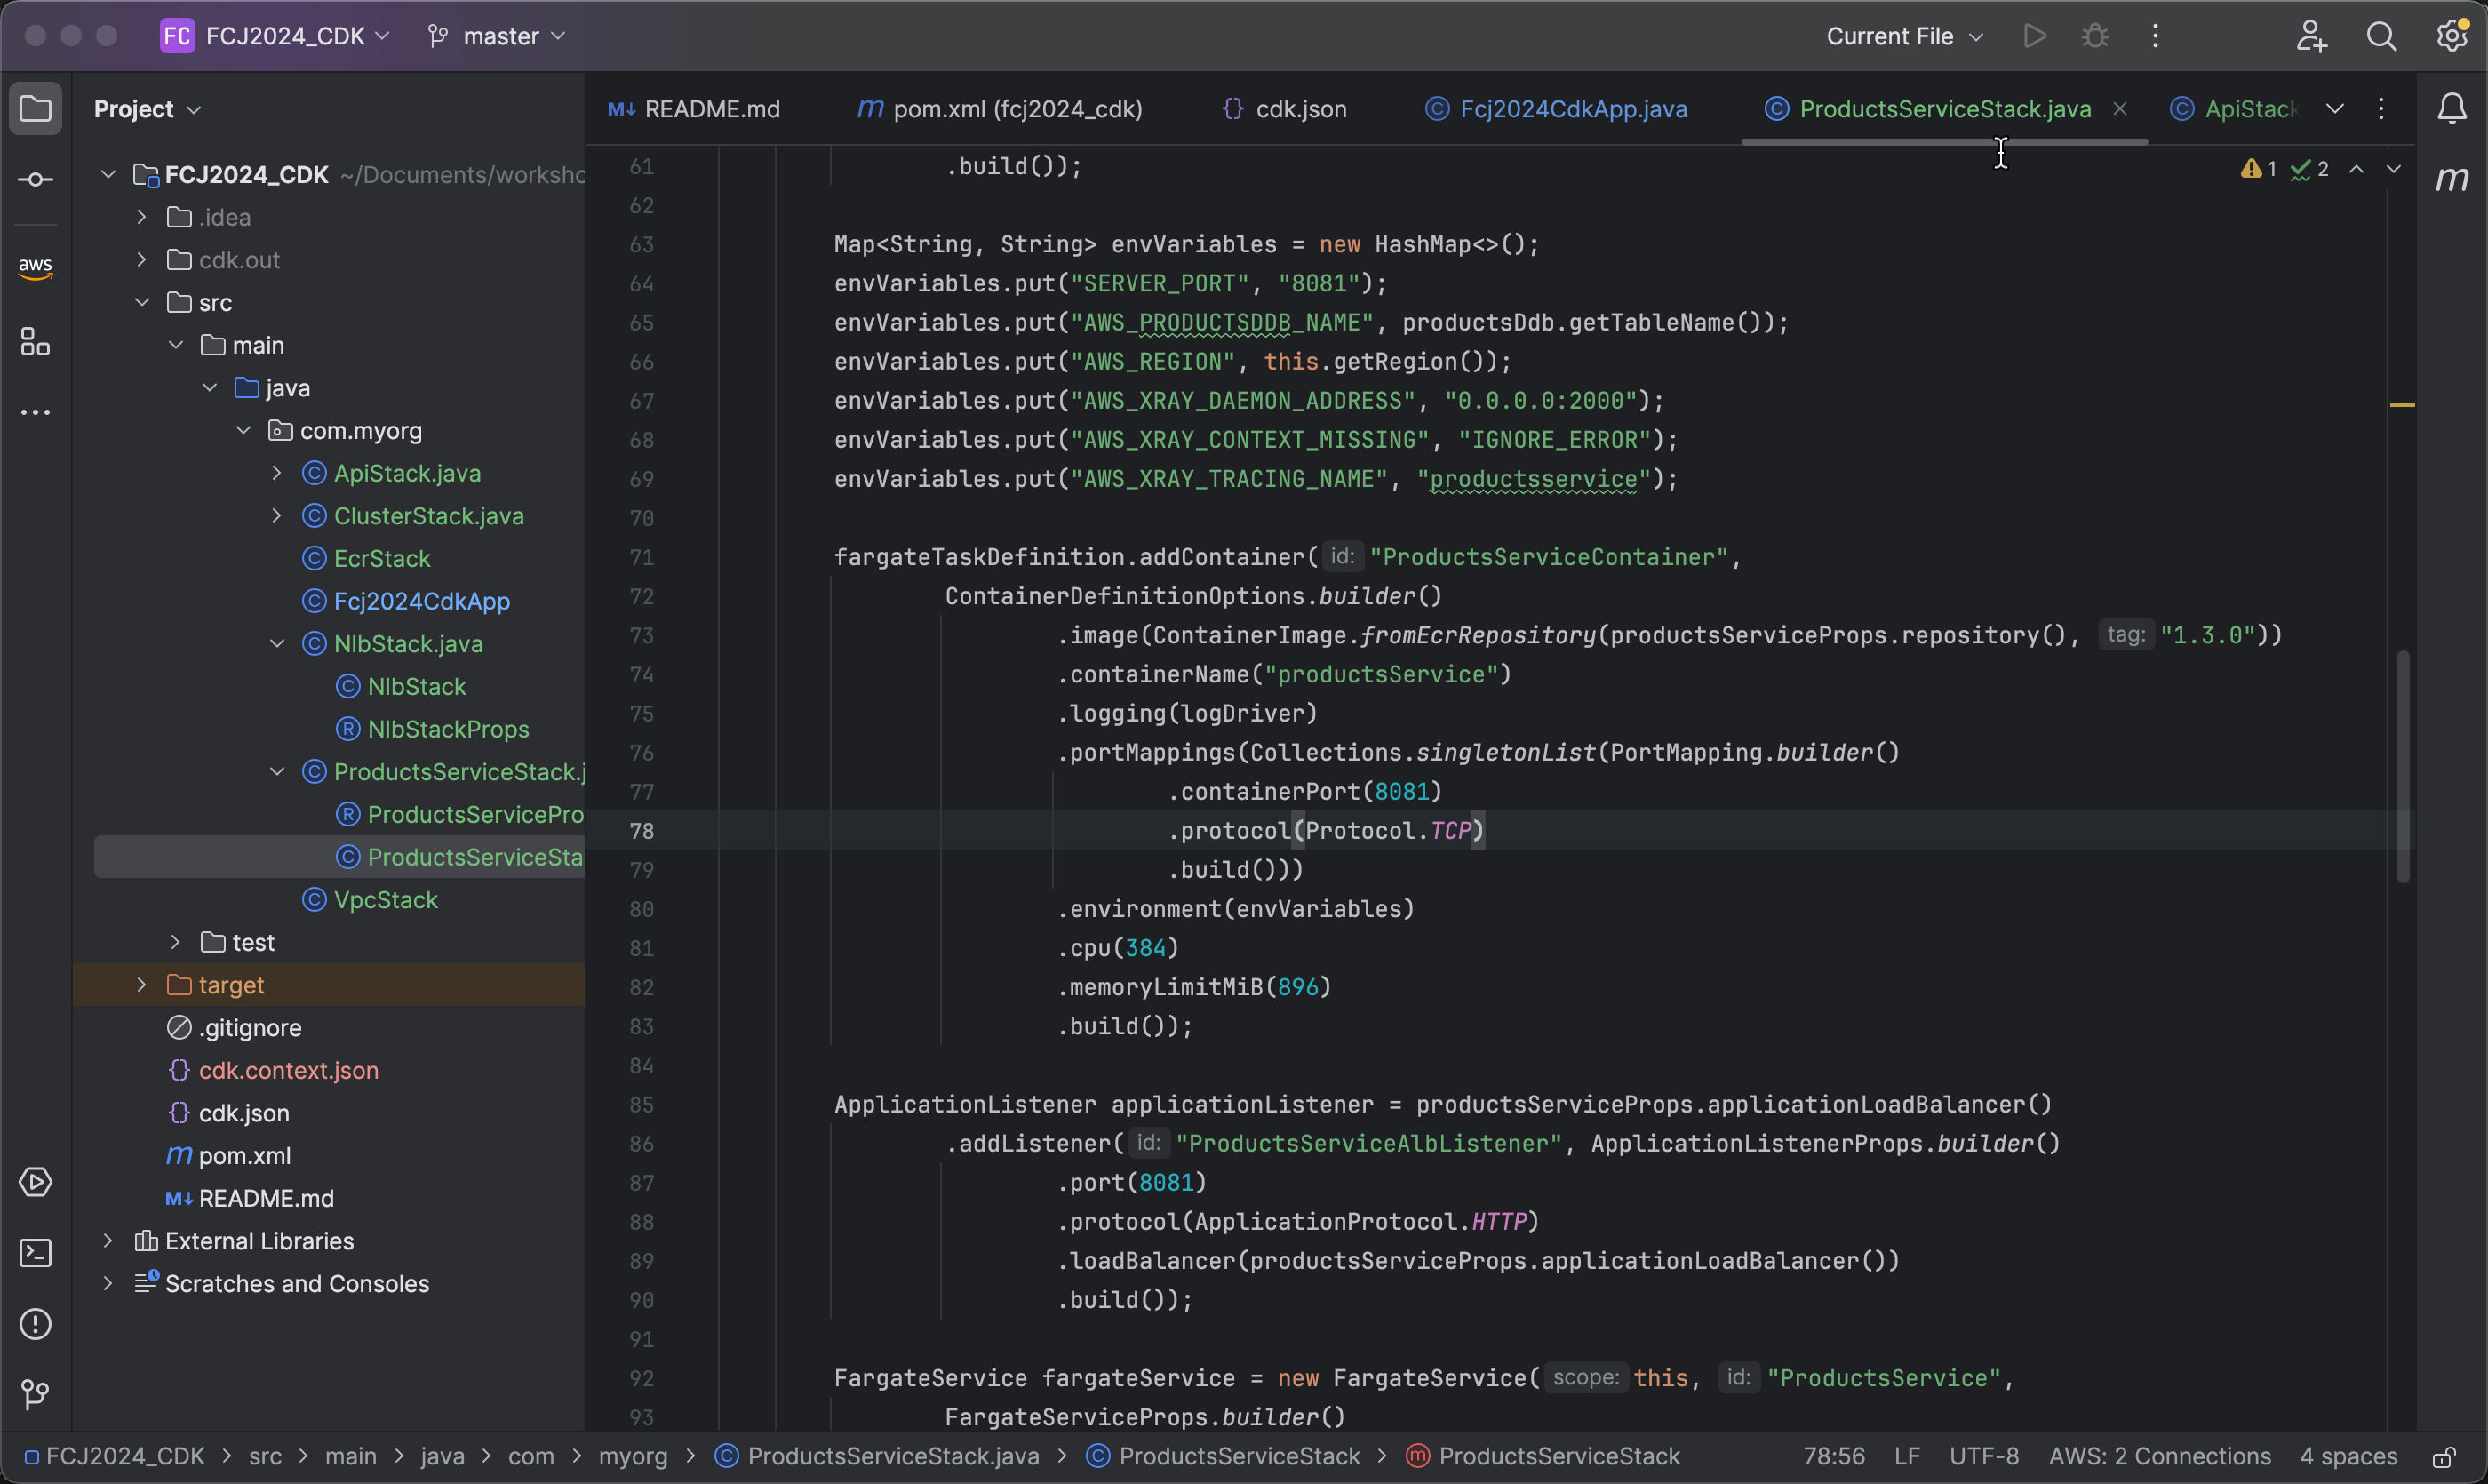 FC FCJ2024_CDK master Current File
Project
README.md pom.xml (fcj2024_cdk) cdk.json Fcj2024CdkApp.java ProductsServiceStack.java ApiStack
FCJ2024_CDK ~/Documents/worksho
.idea
cdk.out
aws
src
main
java
com.myorg
ApiStack.java
ClusterStack.java
EcrStack
Fcj2024CdkApp
NlbStack.java
NlbStack
NlbStackProps
ProductsServiceStack.j
ProductsServicePro
ProductsServiceSta
VpcStack
test
target
.gitignore
cdk.context.json
cdk.json
pom.xml
README.md
External Libraries
Scratches and Consoles
1 2
61 .build());
62
63 Map<String, String> envVariables = new HashMap<>();
64 envVariables.put("SERVER_PORT", "8081");
65 envVariables.put("AWS_PRODUCTSDDB_NAME", productsDdb.getTableName());
66 envVariables.put("AWS_REGION", this.getRegion());
67 envVariables.put("AWS_XRAY_DAEMON_ADDRESS", "0.0.0.0:2000");
68 envVariables.put("AWS_XRAY_CONTEXT_MISSING", "IGNORE_ERROR");
69 envVariables.put("AWS_XRAY_TRACING_NAME", "productsservice");
70
71 fargateTaskDefinition.addContainer( id: "ProductsServiceContainer",
72 ContainerDefinitionOptions.builder()
73 .image(ContainerImage.fromEcrRepository(productsServiceProps.repository(), tag: "1.3.0"))
74 .containerName("productsService")
75 .logging(logDriver)
76 .portMappings(Collections.singletonList(PortMapping.builder()
77 .containerPort(8081)
78 .protocol(Protocol.TCP)
79 .build()))
80 .environment(envVariables)
81 .cpu(384)
82 .memoryLimitMiB(896)
83 .build());
84
85 ApplicationListener applicationListener = productsServiceProps.applicationLoadBalancer()
86 .addListener( id: "ProductsServiceAlbListener", ApplicationListenerProps.builder()
87 .port(8081)
88 .protocol(ApplicationProtocol.HTTP)
89 .loadBalancer(productsServiceProps.applicationLoadBalancer())
90 .build());
91
92 FargateService fargateService = new FargateService( scope: this, id: "ProductsService",
93 FargateServiceProps.builder()
FCJ2024_CDK > src > main > java > com > myorg > ProductsServiceStack.java > ProductsServiceStack > ProductsServiceStack 78:56 LF UTF-8 AWS: 2 Connections 4 spaces